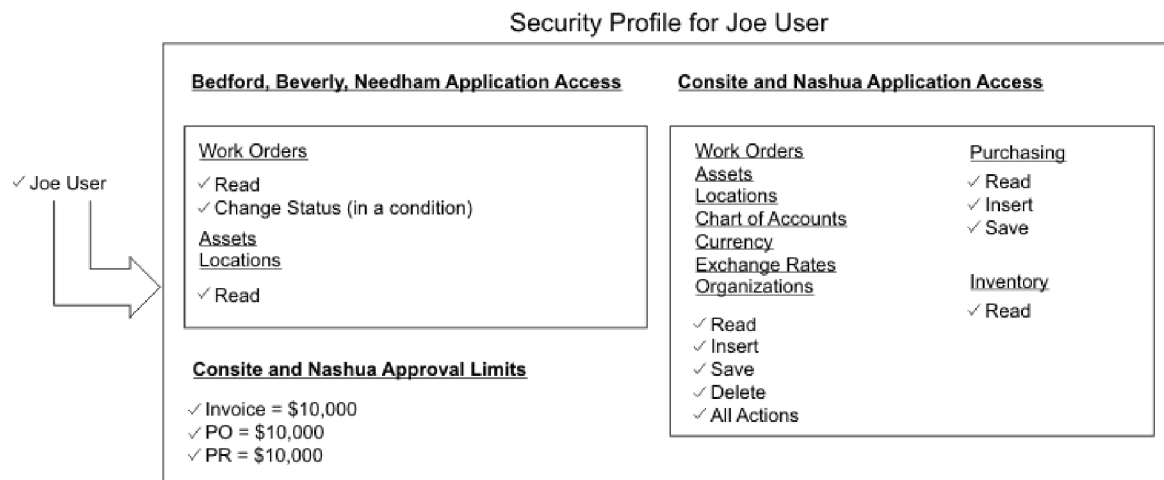 Security Profile for Joe User
✓ Joe User
Bedford, Beverly, Needham Application Access
Work Orders
✓ Read
✓ Change Status (in a condition)
Assets
Locations
✓ Read
Consite and Nashua Approval Limits
✓ Invoice = $10,000
✓ PO = $10,000
✓ PR = $10,000
Consite and Nashua Application Access
Work Orders
Assets
Locations
Chart of Accounts
Currency
Exchange Rates
Organizations
✓ Read
✓ Insert
✓ Save
✓ Delete
✓ All Actions
Purchasing
✓ Read
✓ Insert
✓ Save
Inventory
✓ Read